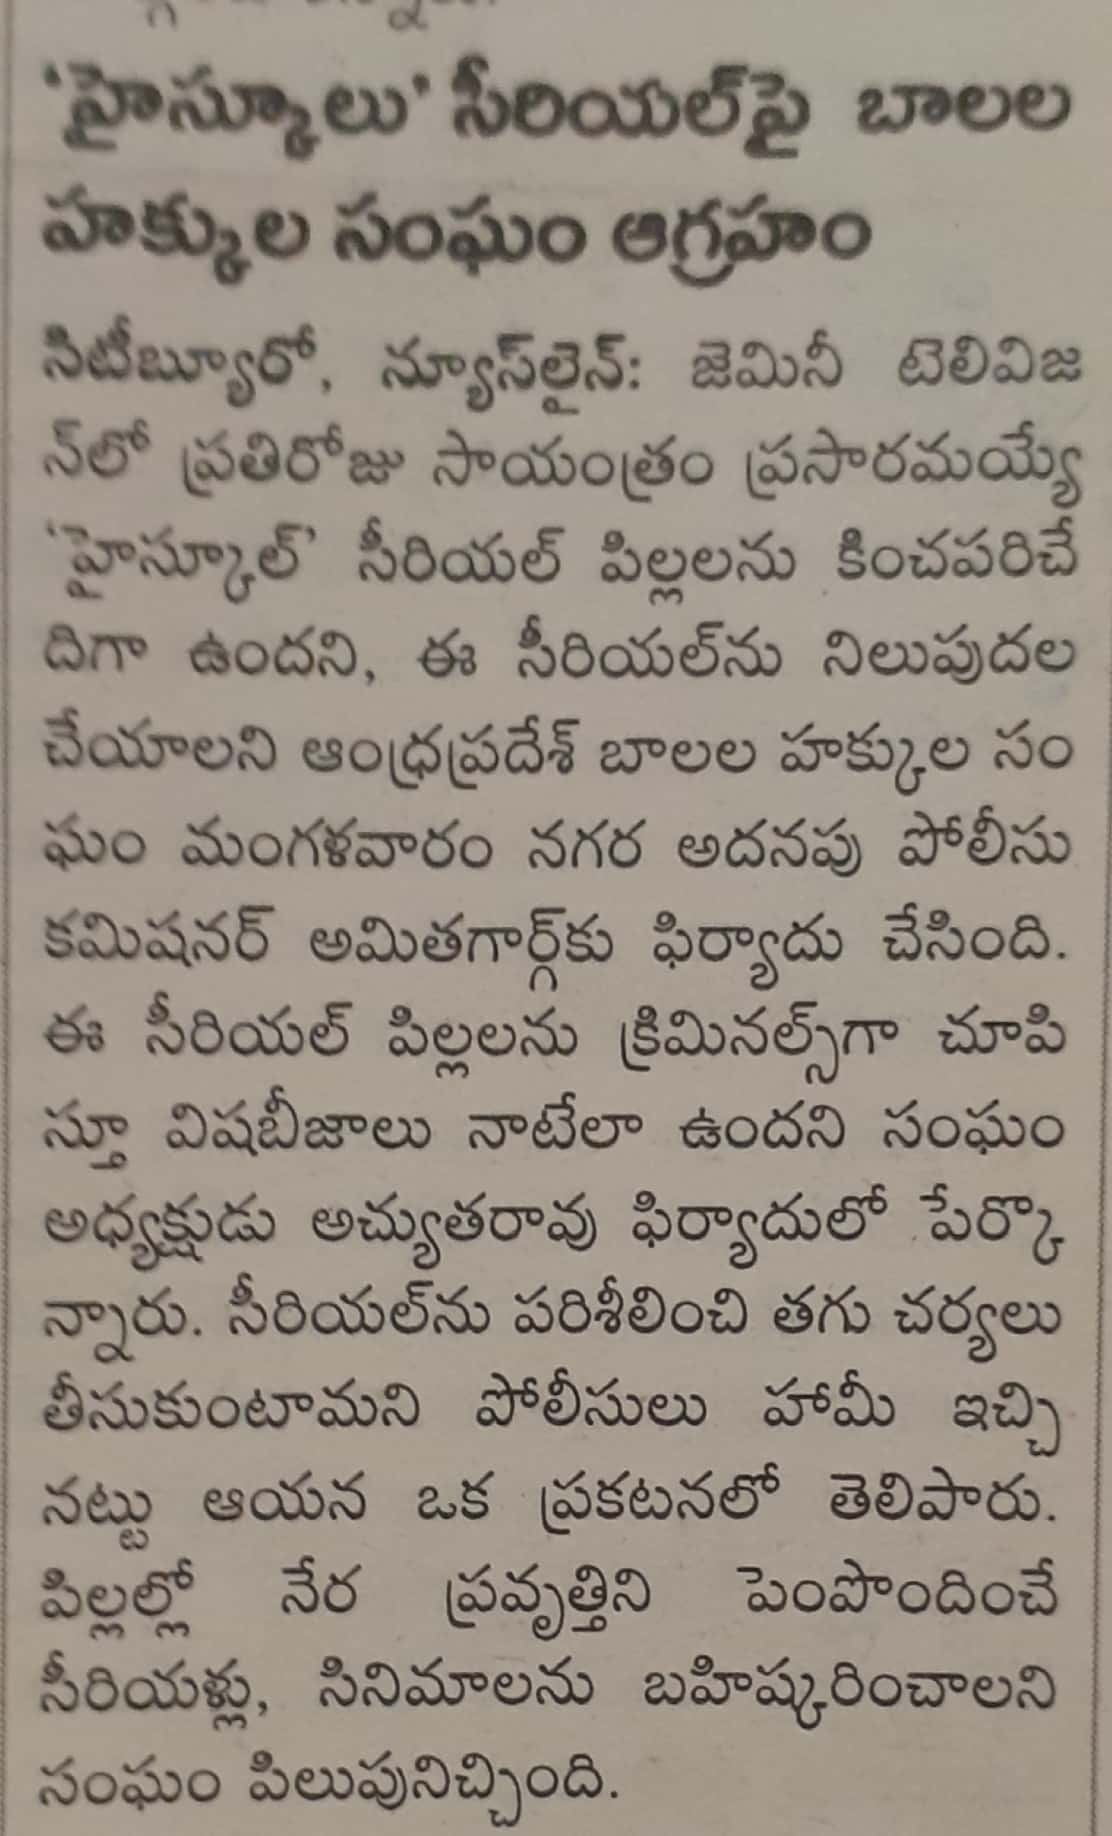 ‘హైస్కూలు’ సీరియల్‌పై బాలల
హక్కుల సంఘం ఆగ్రహం
సిటీబ్యూరో, న్యూస్‌లైన్: జెమినీ టెలివిజ
న్‌లో ప్రతిరోజు సాయంత్రం ప్రసారమయ్యే
‘హైస్కూల్’ సీరియల్ పిల్లలను కించపరిచే
దిగా ఉందని, ఈ సీరియల్‌ను నిలుపుదల
చేయాలని ఆంధ్రప్రదేశ్ బాలల హక్కుల సం
ఘం మంగళవారం నగర అదనపు పోలీసు
కమిషనర్ అమితగార్గ్‌కు ఫిర్యాదు చేసింది.
ఈ సీరియల్ పిల్లలను క్రిమినల్స్‌గా చూపి
స్తూ విషబీజాలు నాటేలా ఉందని సంఘం
అధ్యక్షుడు అచ్యుతరావు ఫిర్యాదులో పేర్కొ
న్నారు. సీరియల్‌ను పరిశీలించి తగు చర్యలు
తీసుకుంటామని పోలీసులు హామీ ఇచ్చి
నట్టు ఆయన ఒక ప్రకటనలో తెలిపారు.
పిల్లల్లో నేర ప్రవృత్తిని పెంపొందించే
సీరియళ్లు, సినిమాలను బహిష్కరించాలని
సంఘం పిలుపునిచ్చింది.